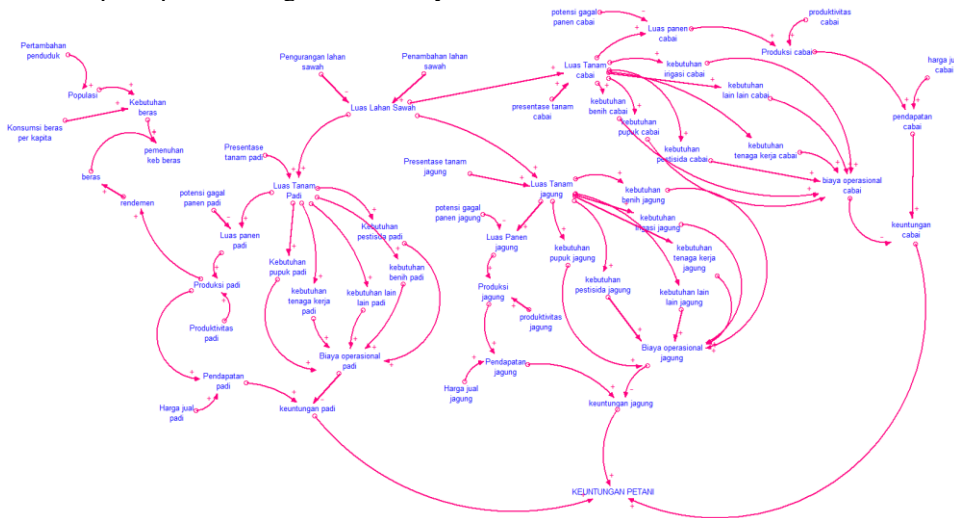 Pertambahan
penduduk
Populasi
Kebutuhan
beras
Konsumsi beras
per kapita
pemenuhan
keb beras
beras
rendemen
Pengurangan lahan
sawah
Penambahan lahan
sawah
Luas Lahan Sawah
Presentase
tanam padi
Luas Tanam
Padi
potensi gagal
panen padi
Luas panen
padi
Produksi padi
Produktivitas
padi
Pendapatan
padi
Harga jual
padi
Kebutuhan
pupuk padi
kebutuhan
tenaga kerja
padi
kebutuhan lain
lain padi
Kebutuhan
pestisda padi
kebutuhan
benih padi
Biaya operasional
padi
keuntungan padi
Presentase tanam
jagung
Luas Tanam
jagung
potensi gagal
panen jagung
Luas Panen
jagung
Produksi
jagung
produktivitas
jagung
Pendapatan
jagung
Harga jual
jagung
kebutuhan
pupuk jagung
kebutuhan
pestisida jagung
kebutuhan
benih jagung
kebutuhan
irigasi jagung
kebutuhan
tenaga kerja
jagung
kebutuhan lain
lain jagung
Biaya operasional
jagung
keuntungan jagung
potensi gagal
panen cabai
Luas panen
cabai
produktivitas
cabai
Produksi cabai
Luas Tanam
cabai
presentase tanam
cabai
kebutuhan
irigasi cabai
kebutuhan
lain lain cabai
kebutuhan
benih cabai
kebutuhan
pupuk cabai
kebutuhan
pestisida cabai
kebutuhan
tenaga kerja cabai
biaya operasional
cabai
harga
cabai
pendapatan
cabai
keuntungan
cabai
KEUNTUNGAN PETANI